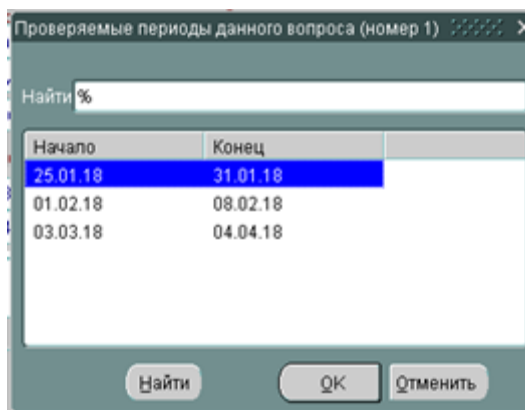 Проверяемые периоды данного вопроса (номер 1)
Найти %
Начало Конец
25.01.18 31.01.18
01.02.18 08.02.18
03.03.18 04.04.18
Найти OK Отменить